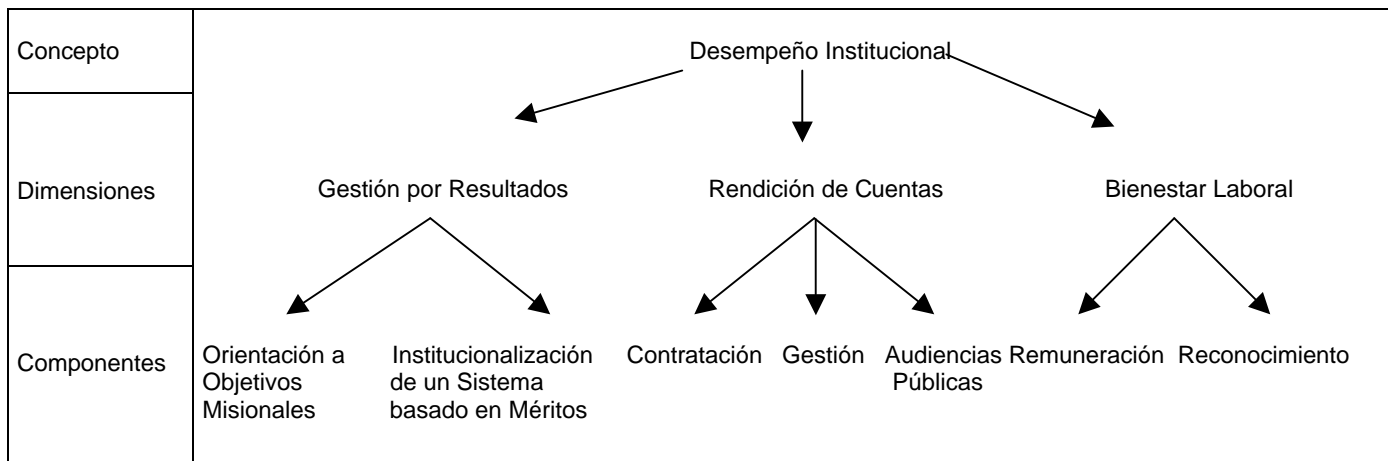 Concepto
Desempeño Institucional
Dimensiones
Gestión por Resultados
Rendición de Cuentas
Bienestar Laboral
Componentes
Orientación a
Objetivos
Misionales
Institucionalización
de un Sistema
basado en Méritos
Contratación
Gestión
Audiencias
Públicas
Remuneración
Reconocimiento